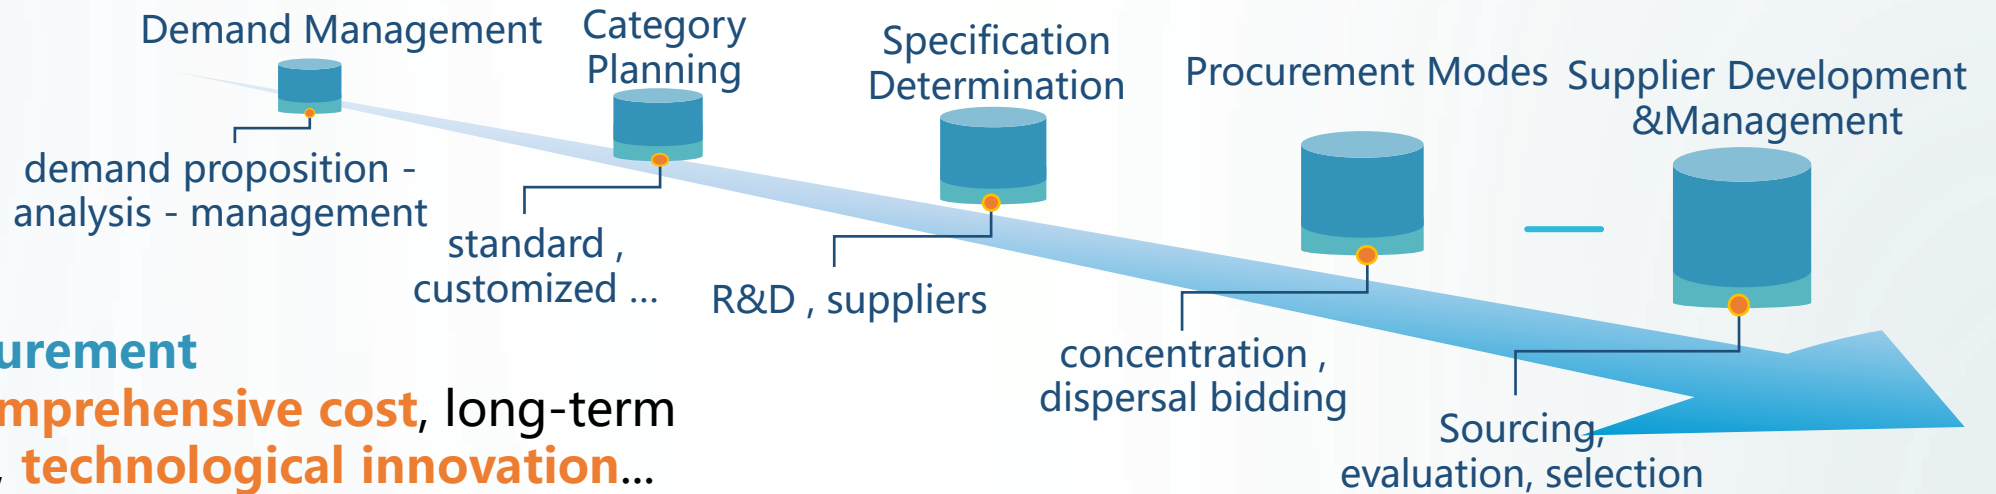 Demand Management
Category
Planning
Specification
Determination
Procurement Modes
Supplier Development
&Management
demand proposition -
analysis - management
standard ,
customized ...
R&D , suppliers
concentration ,
dispersal bidding
Sourcing,
evaluation, selection
urement
mprehensive cost, long-term
, technological innovation...